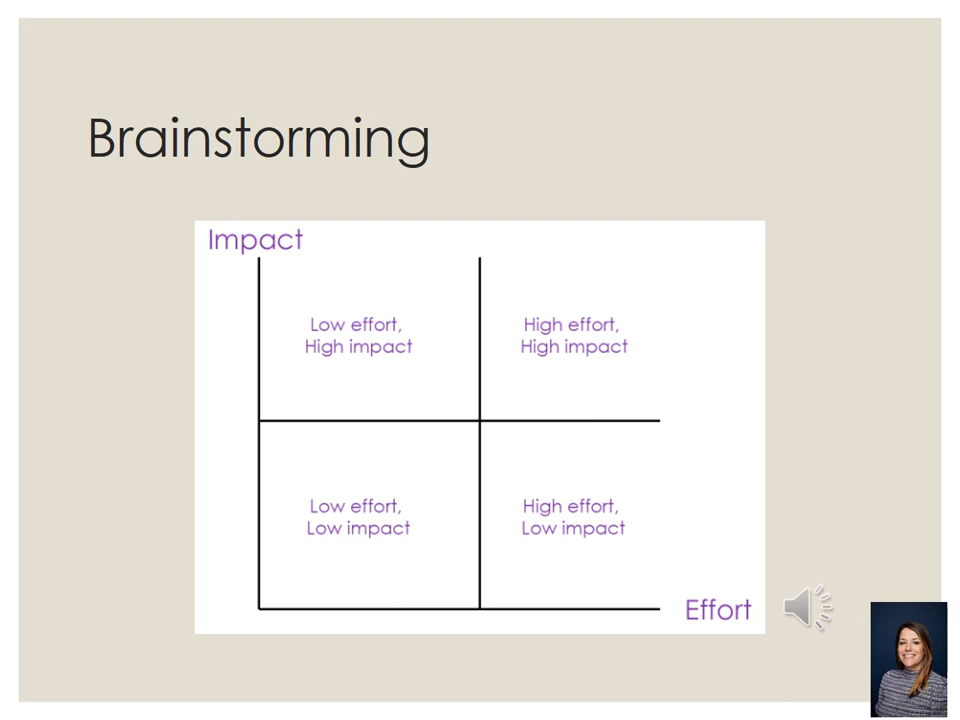 Brainstorming
Impact
Low effort,
High impact
High effort,
High impact
Low effort,
Low impact
High effort,
Low impact
Effort